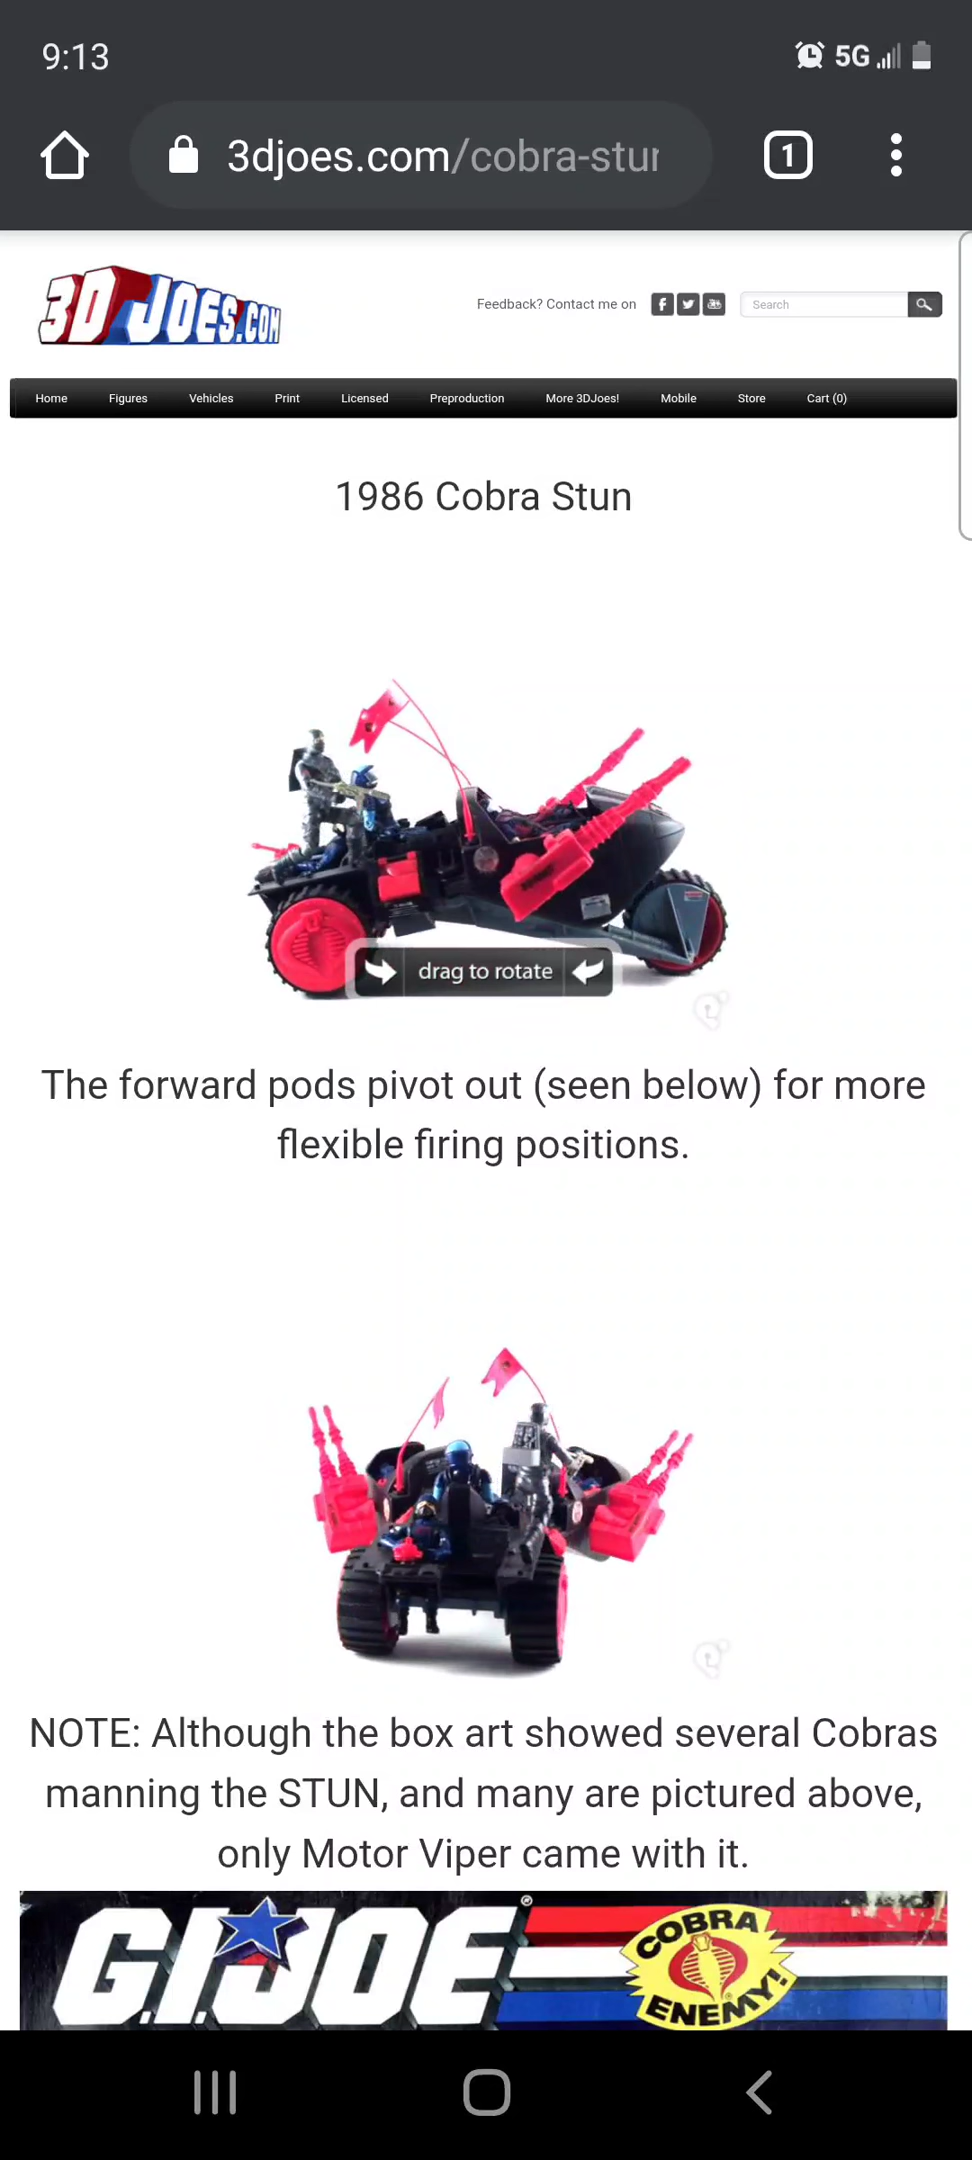 9:13
5G
3djoes.com/cobra-stur
1
3D JOES.COM
Feedback? Contact me on
Search
Home Figures Vehicles Print Licensed Preproduction More 3DJoes! Mobile Store Cart (0)
1986 Cobra Stun
drag to rotate
The forward pods pivot out (seen below) for more
flexible firing positions.
NOTE: Although the box art showed several Cobras
manning the STUN, and many are pictured above,
only Motor Viper came with it.
G.I. JOE
COBRA
ENEMY!